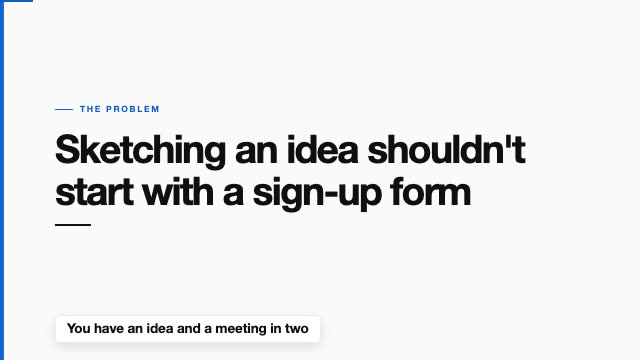 THE PROBLEM
Sketching an idea shouldn't
start with a sign-up form
You have an idea and a meeting in two